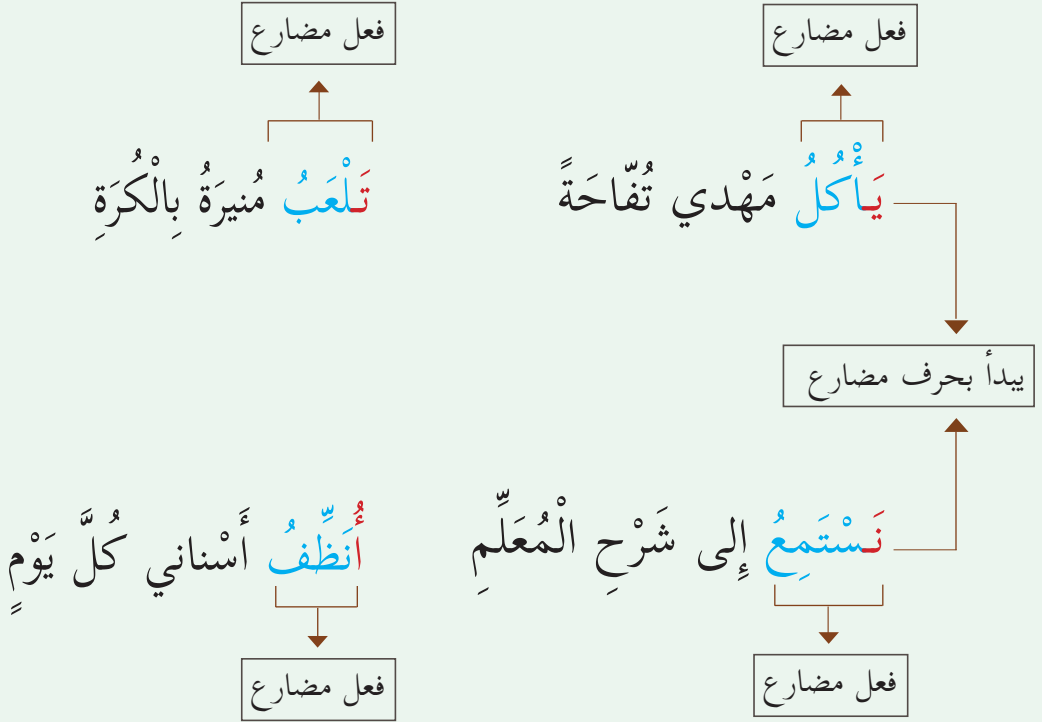 فعل مضارع
فعل مضارع
يَأْكُلُ مَهْدي تُفّاحَةً
تَلْعَبُ مُنيرَةُ بِالْكُرَةِ
يبدأ بحرف مضارع
نَسْتَمِعُ إِلى شَرْحِ الْمُعَلِّمِ
أُنَظِّفُ أَسْناني كُلَّ يَوْمٍ
فعل مضارع
فعل مضارع